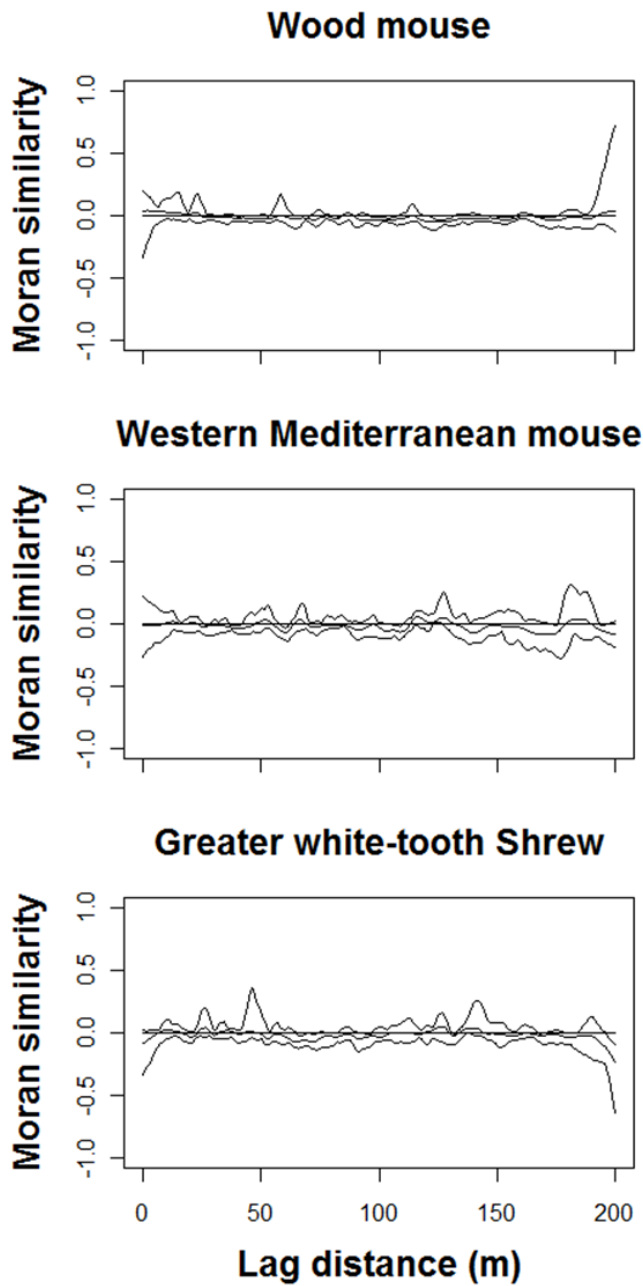 Wood mouse
Moran similarity
1.0
0.5
0.0
-0.5
-1.0
Western Mediterranean mouse
Moran similarity
1.0
0.5
0.0
-0.5
-1.0
Greater white-tooth Shrew
Moran similarity
1.0
0.5
0.0
-0.5
-1.0
0 50 100 150 200
Lag distance (m)